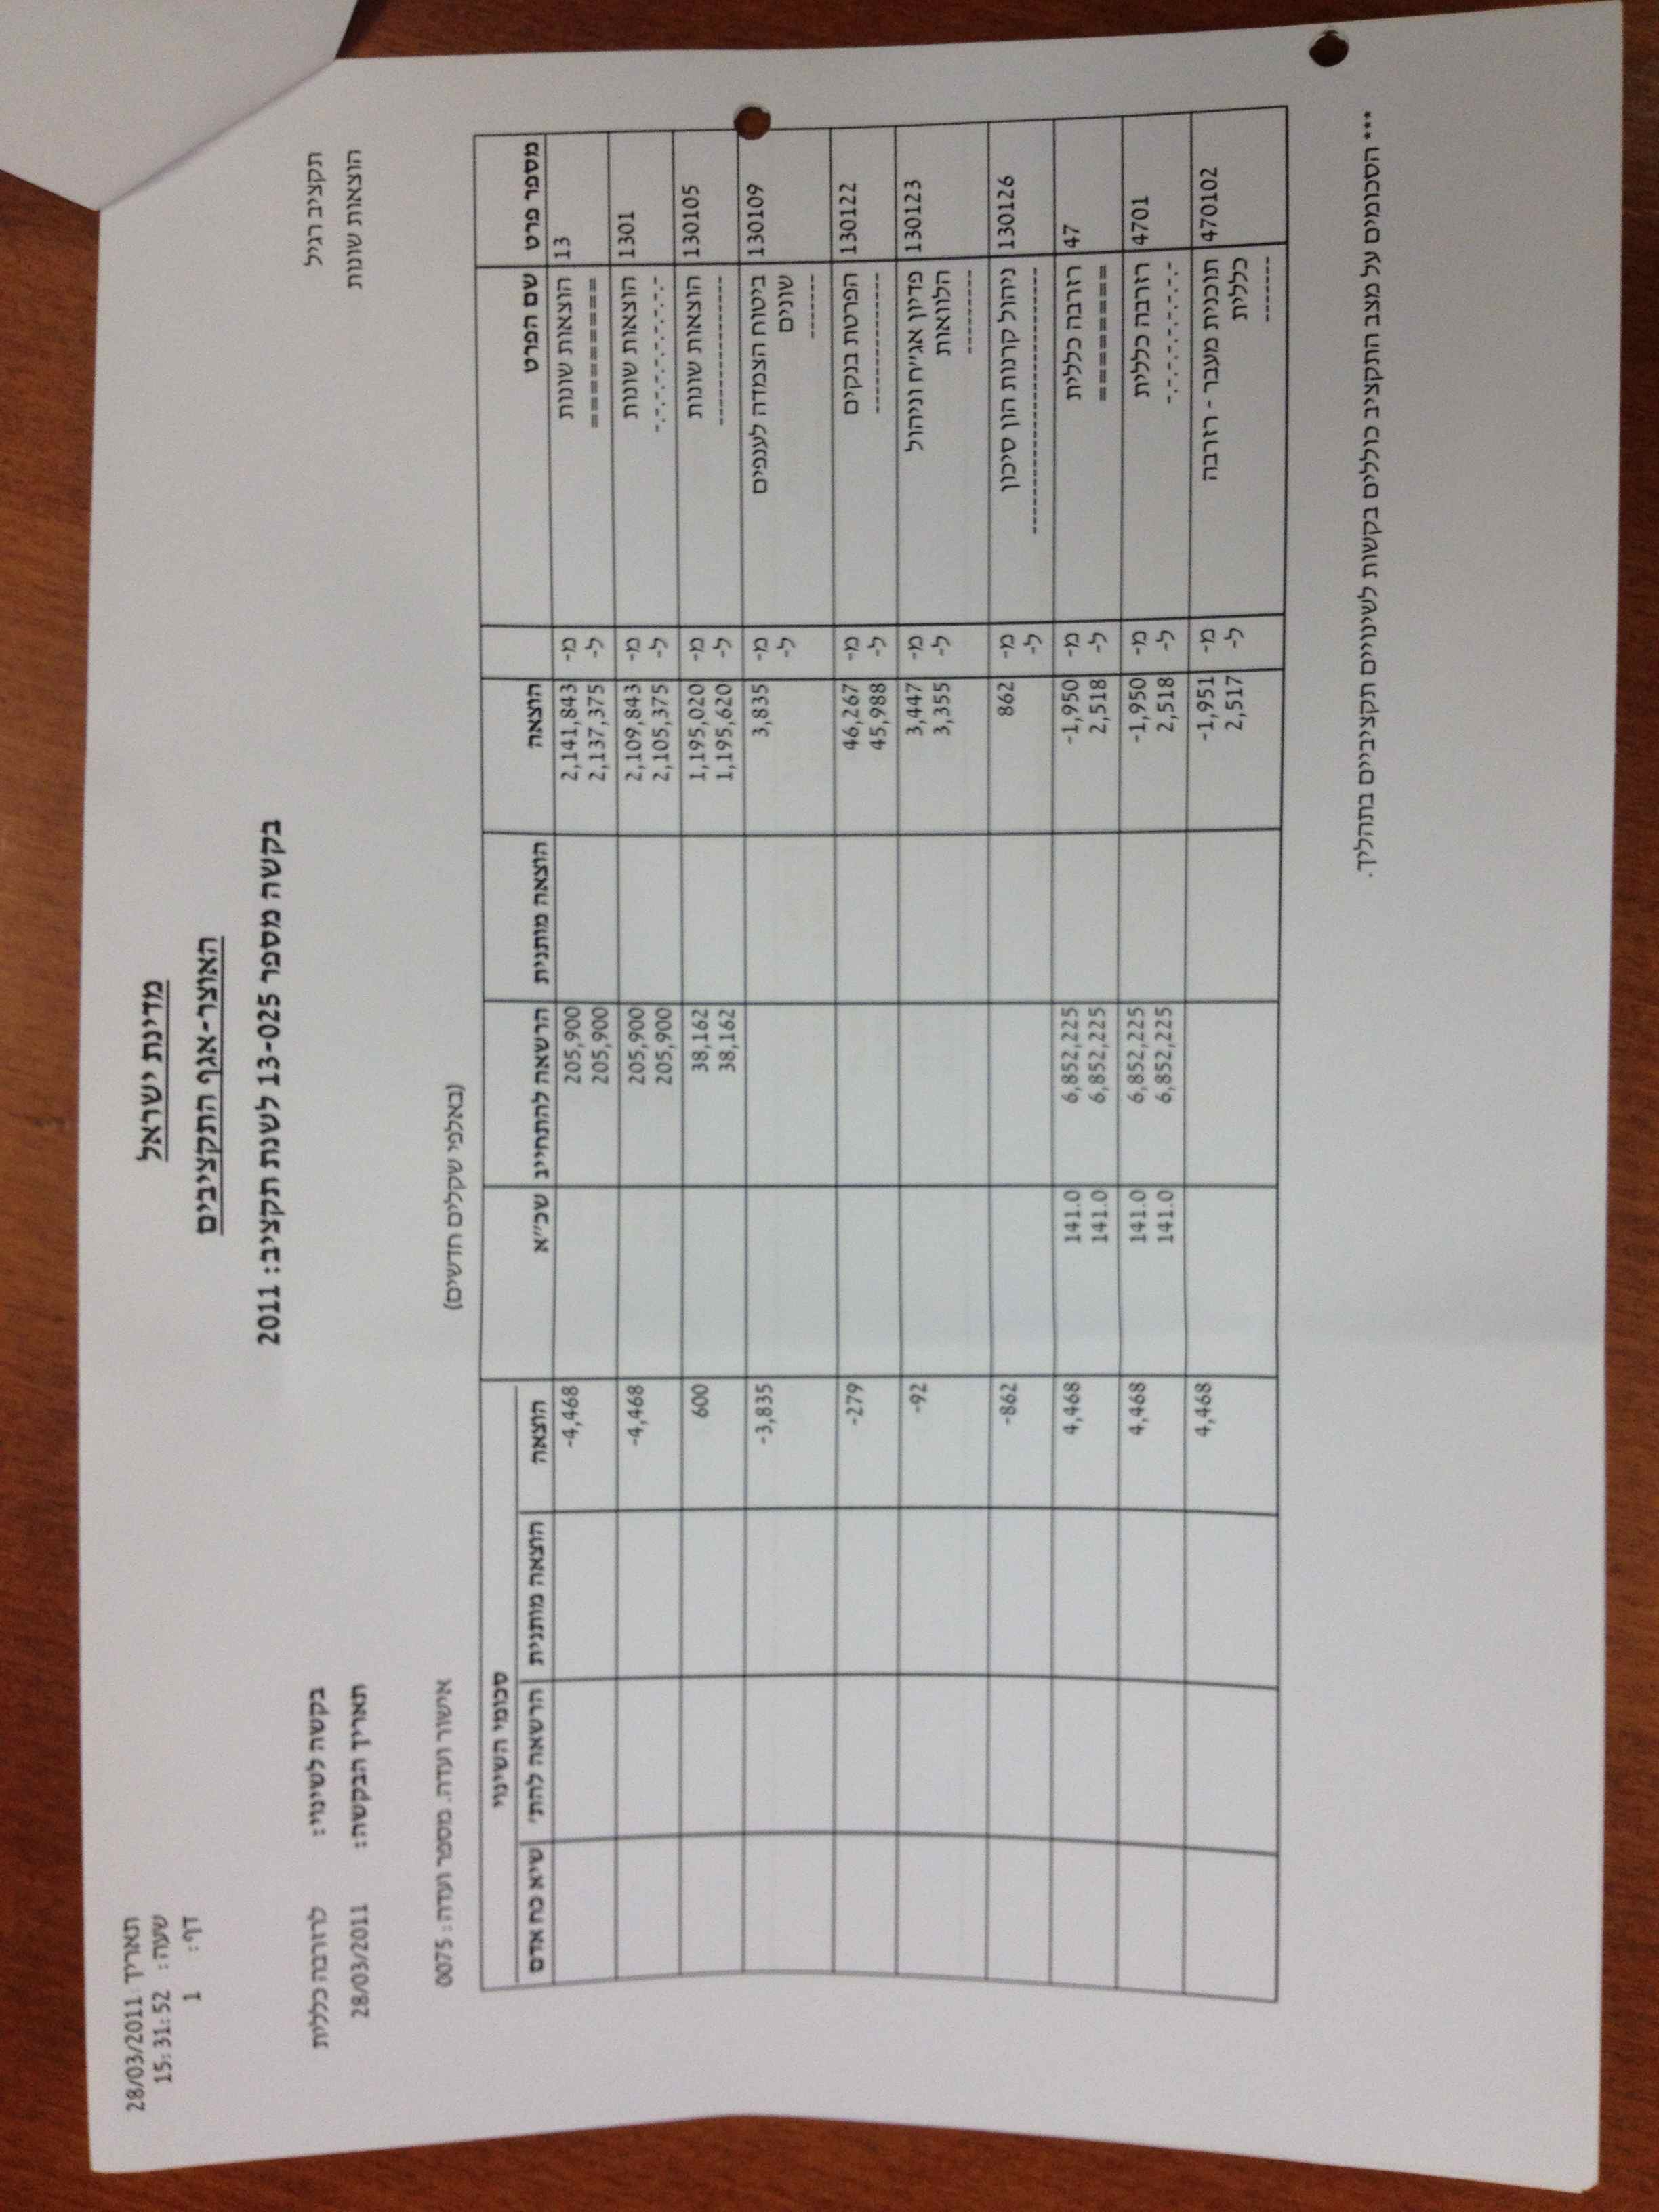 תאריך 28/03/2011
שעה: 15:31:52
דף: 1
מדינת ישראל
האוצר-אגף התקציבים
בקשה מספר 13-025 לשנת תקציב: 2011
תקציב רגיל
בקשה לשינוי: לרזרבה כללית
הוצאות שונות
תאריך הבקשה: 28/03/2011
(באלפי שקלים חדשים)
אישור ועדה. מספר ועדה: 0075
סכומי השינוי
מספר פרט שם הפרט הוצאה הוצאה מותנית הרשאה להתחייב שכ״א הוצאה הוצאה מותנית הרשאה להת' שיא כח אדם
13 הוצאות שונות מ- 2,141,843 205,900 -4,468
======== ל- 2,137,375 205,900
1301 הוצאות שונות מ- 2,109,843 205,900 -4,468
-.-.-.-.-.-.- ל- 2,105,375 205,900
130105 הוצאות שונות מ- 1,195,020 38,162 600
------------- ל- 1,195,620 38,162
130109 ביטוח הצמדה לענפים מ- 3,835 -3,835
שונים ל-
------
130122 הפרטת בנקים מ- 46,267 -279
------------- ל- 45,988
130123 פדיון אג״ח וניהול מ- 3,447 -92
הלוואות ל- 3,355
--------
130126 ניהול קרנות הון סיכון מ- 862 -862
------------------------ ל-
47 רזרבה כללית מ- -1,950 6,852,225 141.0 4,468
======= ל- 2,518 6,852,225 141.0
4701 רזרבה כללית מ- -1,950 6,852,225 141.0 4,468
-.-.-.-.-.-.- ל- 2,518 6,852,225 141.0
470102 תוכנית מעבר - רזרבה מ- -1,951 4,468
כללית ל- 2,517
------
*** הסכומים על מצב התקציב כוללים בקשות לשינויים תקציביים בתהליך.